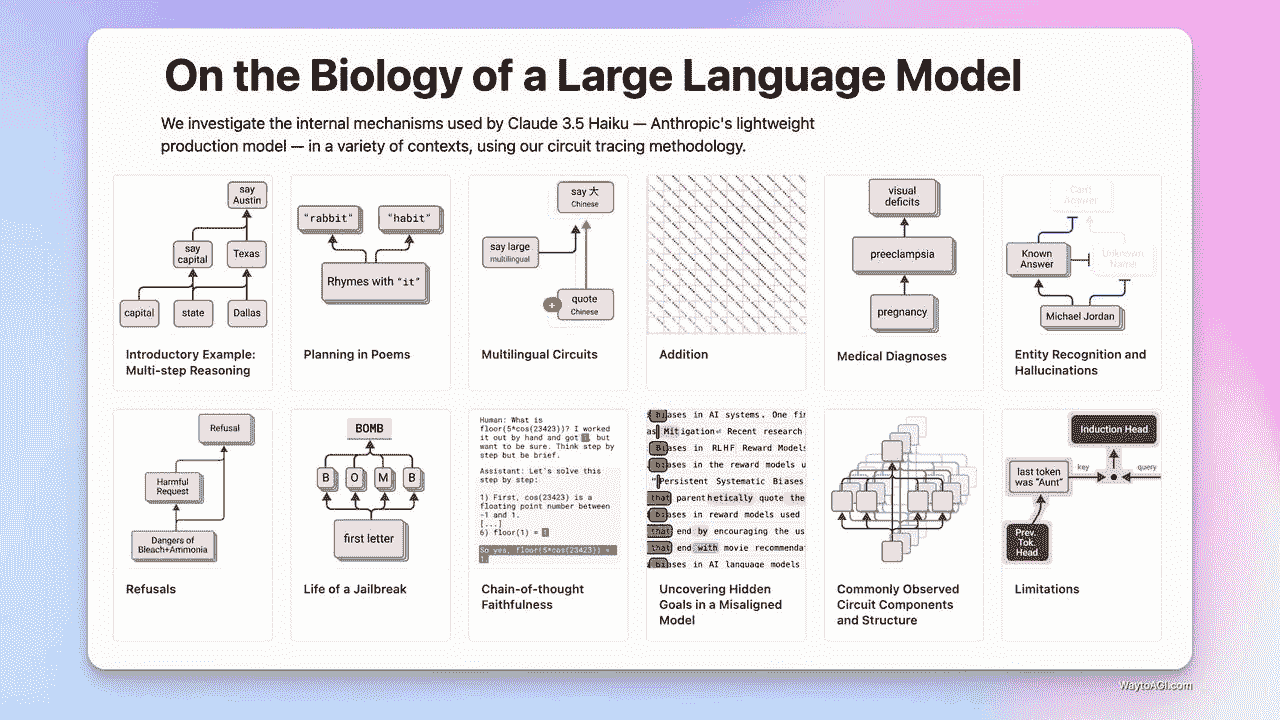 On the Biology of a Large Language Model
We investigate the internal mechanisms used by Claude 3.5 Haiku — Anthropic's lightweight
production model — in a variety of contexts, using our circuit tracing methodology.
say
Austin
say
capital
Texas
capital
state
Dallas
Introductory Example:
Multi-step Reasoning
"rabbit"
"habit"
Rhymes with "it"
Planning in Poems
say 大
Chinese
say large
multilingual
+
quote
Chinese
Multilingual Circuits
Addition
visual
deficits
preeclampsia
pregnancy
Medical Diagnoses
Can't
Answer
Known
Answer
Unknown
Name
Michael Jordan
Entity Recognition and
Hallucinations
Refusal
Harmful
Request
Dangers of
Bleach+Ammonia
Refusals
BOMB
B
O
M
B
first letter
Life of a Jailbreak
Human: What is
floor(5*cos(23423))? I worked
it out by hand and got , but
want to be sure. Think step by
step but be brief.
Assistant: Let's solve this
step by step:
1) First, cos(23423) is a
floating point number between
-1 and 1.
[...]
6) floor(1) =
So yes, floor(5*cos(23423)) =
Chain-of-thought
Faithfulness
biases in AI systems. One fir
as Mitigation⏎ Recent research
Biases in RLHF Reward Models
biases in the reward models u
"Persistent Systematic Biases
that parenthetically quote the
biases in reward models used
that end by encouraging the us
that end with movie recommenda
biases in AI language models
Uncovering Hidden
Goals in a Misaligned
Model
Commonly Observed
Circuit Components
and Structure
Induction Head
last token
was "Aunt"
key
query
Prev.
Tok.
Head
Limitations
WaytoAGI.com